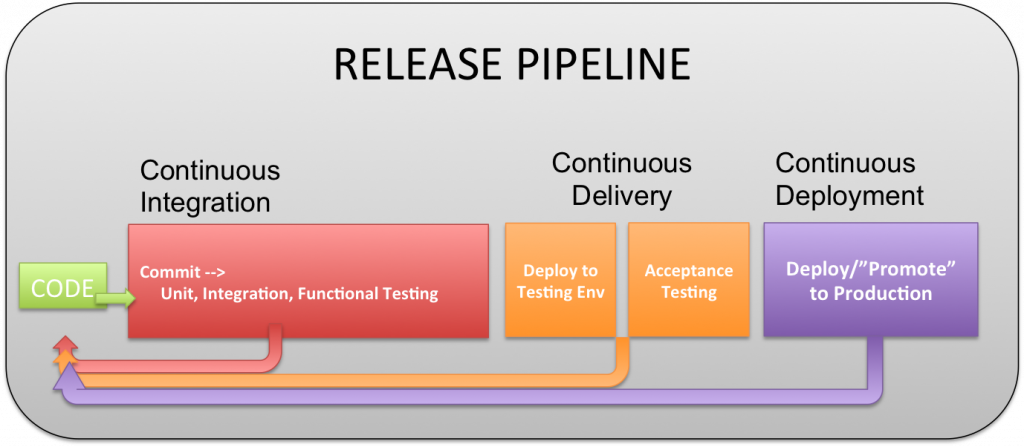 RELEASE PIPELINE
Continuous
Integration
Continuous
Delivery
Continuous
Deployment
CODE
Commit -->
Unit, Integration, Functional Testing
Deploy to
Testing Env
Acceptance
Testing
Deploy/”Promote”
to Production